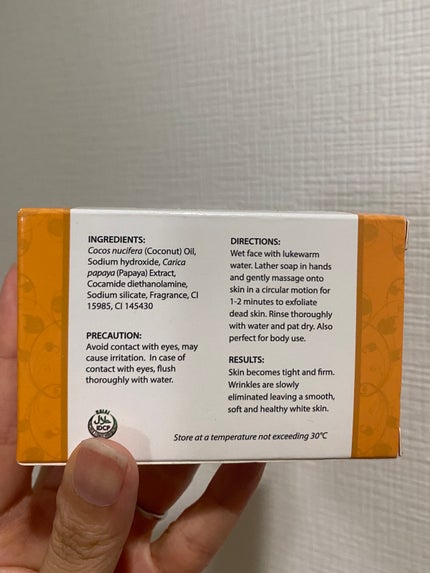 INGREDIENTS:
Cocos nucifera (Coconut) Oil,
Sodium hydroxide, Carica
papaya (Papaya) Extract,
Cocamide diethanolamine,
Sodium silicate, Fragrance, CI
15985, CI 145430
PRECAUTION:
Avoid contact with eyes, may
cause irritation. In case of
contact with eyes, flush
thoroughly with water.
HALAL
حلال
IDCP
DIRECTIONS:
Wet face with lukewarm
water. Lather soap in hands
and gently massage onto
skin in a circular motion for
1-2 minutes to exfoliate
dead skin. Rinse thoroughly
with water and pat dry. Also
perfect for body use.
RESULTS:
Skin becomes tight and firm.
Wrinkles are slowly
eliminated leaving a smooth,
soft and healthy white skin.
Store at a temperature not exceeding 30°C